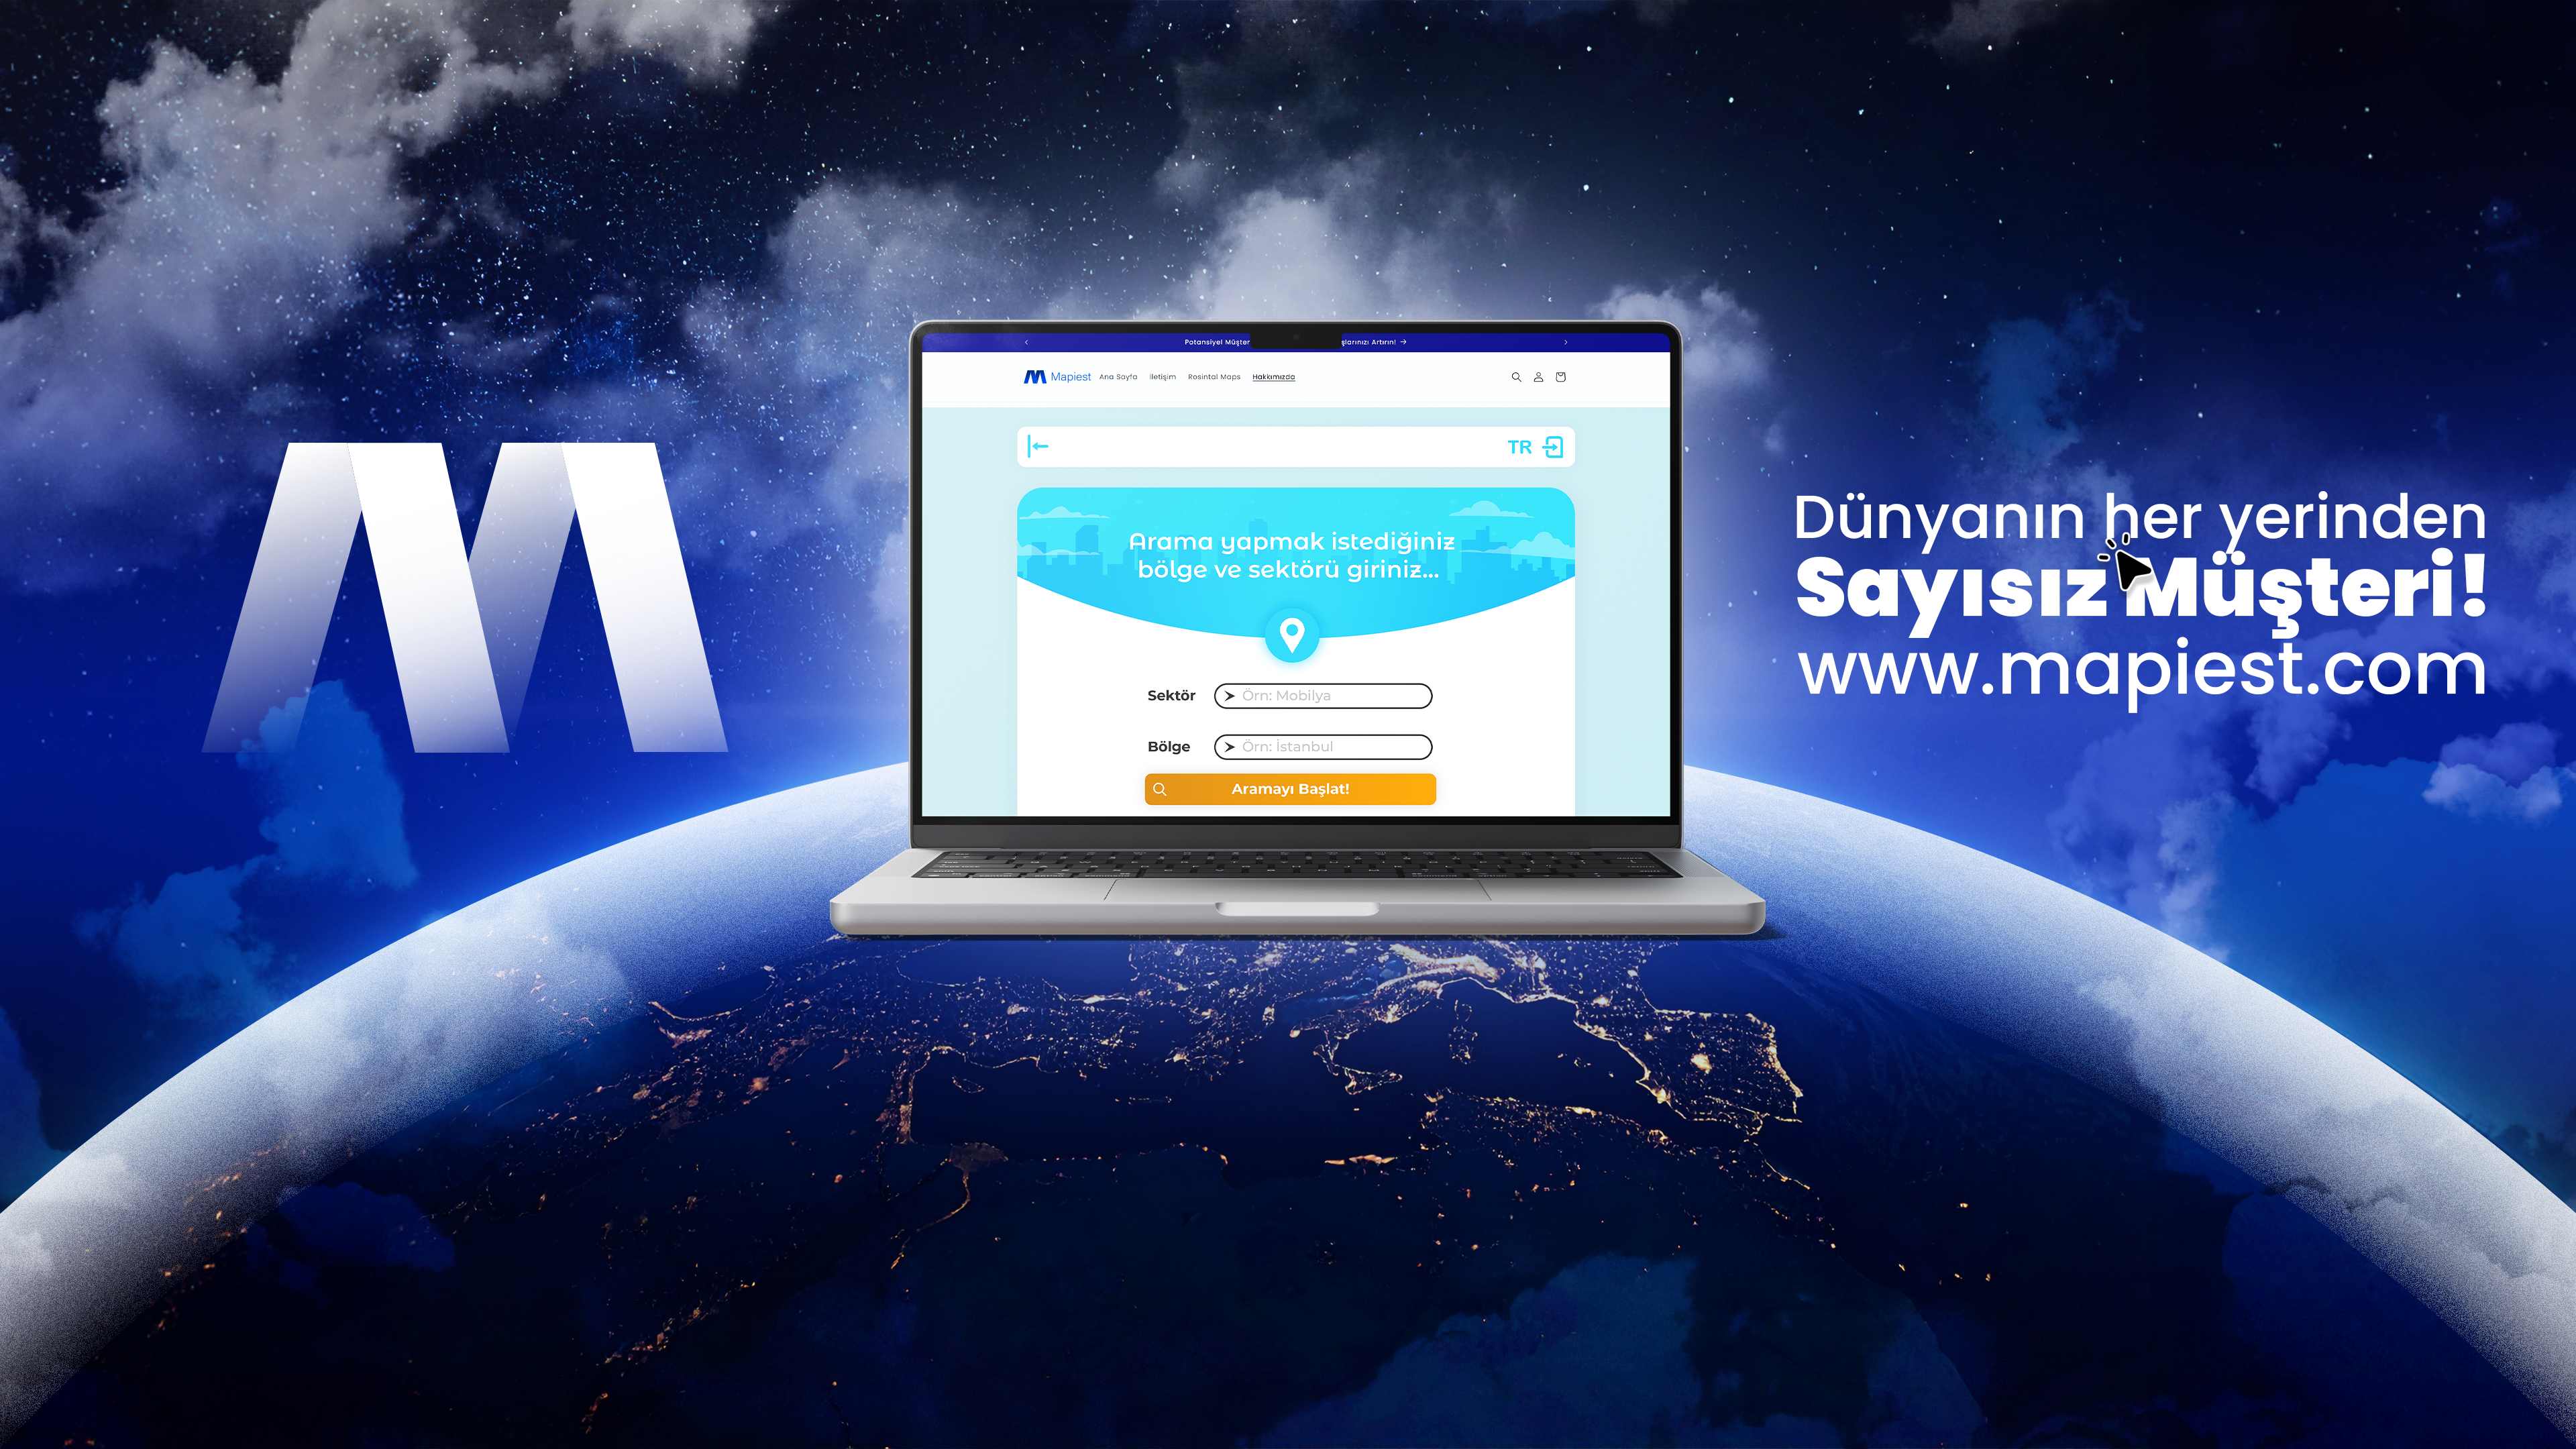 Potansiyel Müşter
şlarınızı Artırın! →
Mapiest Ana Sayfa İletişim Rosintal Maps Hakkımızda
TR
Arama yapmak istediğiniz
bölge ve sektörü giriniz...
Sektör Örn: Mobilya
Bölge Örn: İstanbul
Aramayı Başlat!
Dünyanın her yerinden
Sayısız Müşteri!
www.mapiest.com